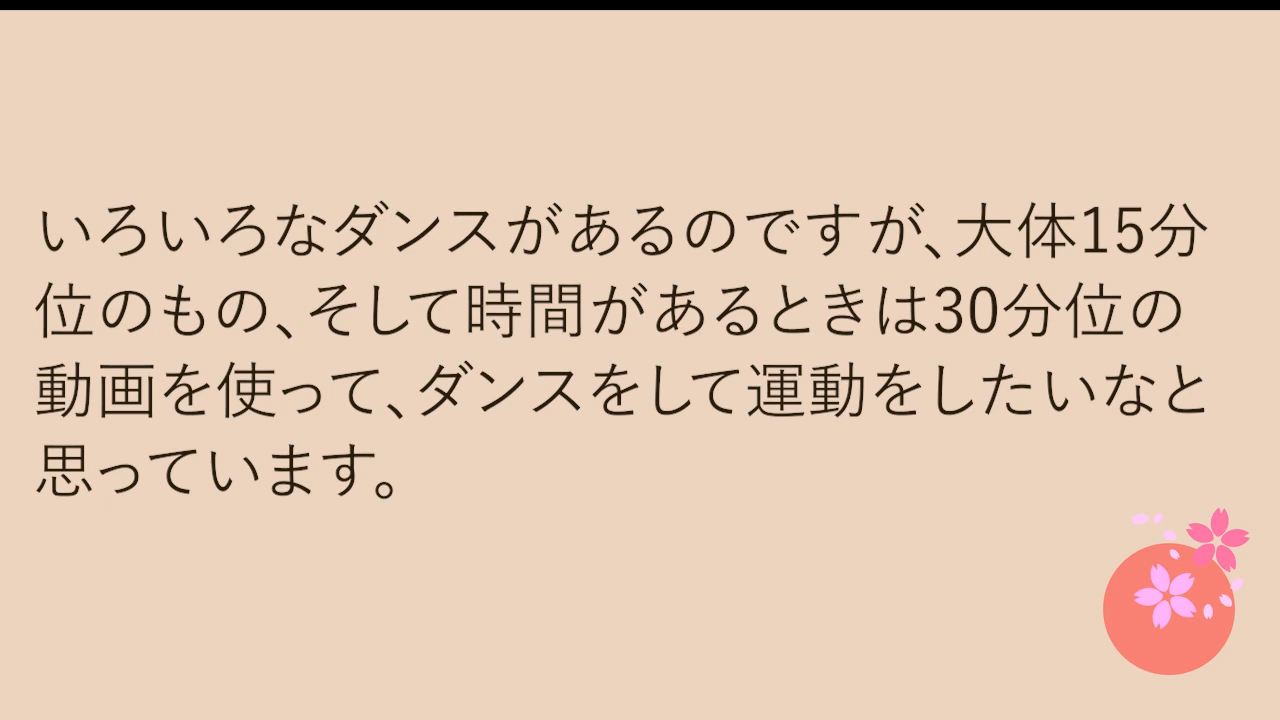 いろいろなダンスがあるのですが、大体15分
位のもの、そして時間があるときは30分位の
動画を使って、ダンスをして運動をしたいなと
思っています。